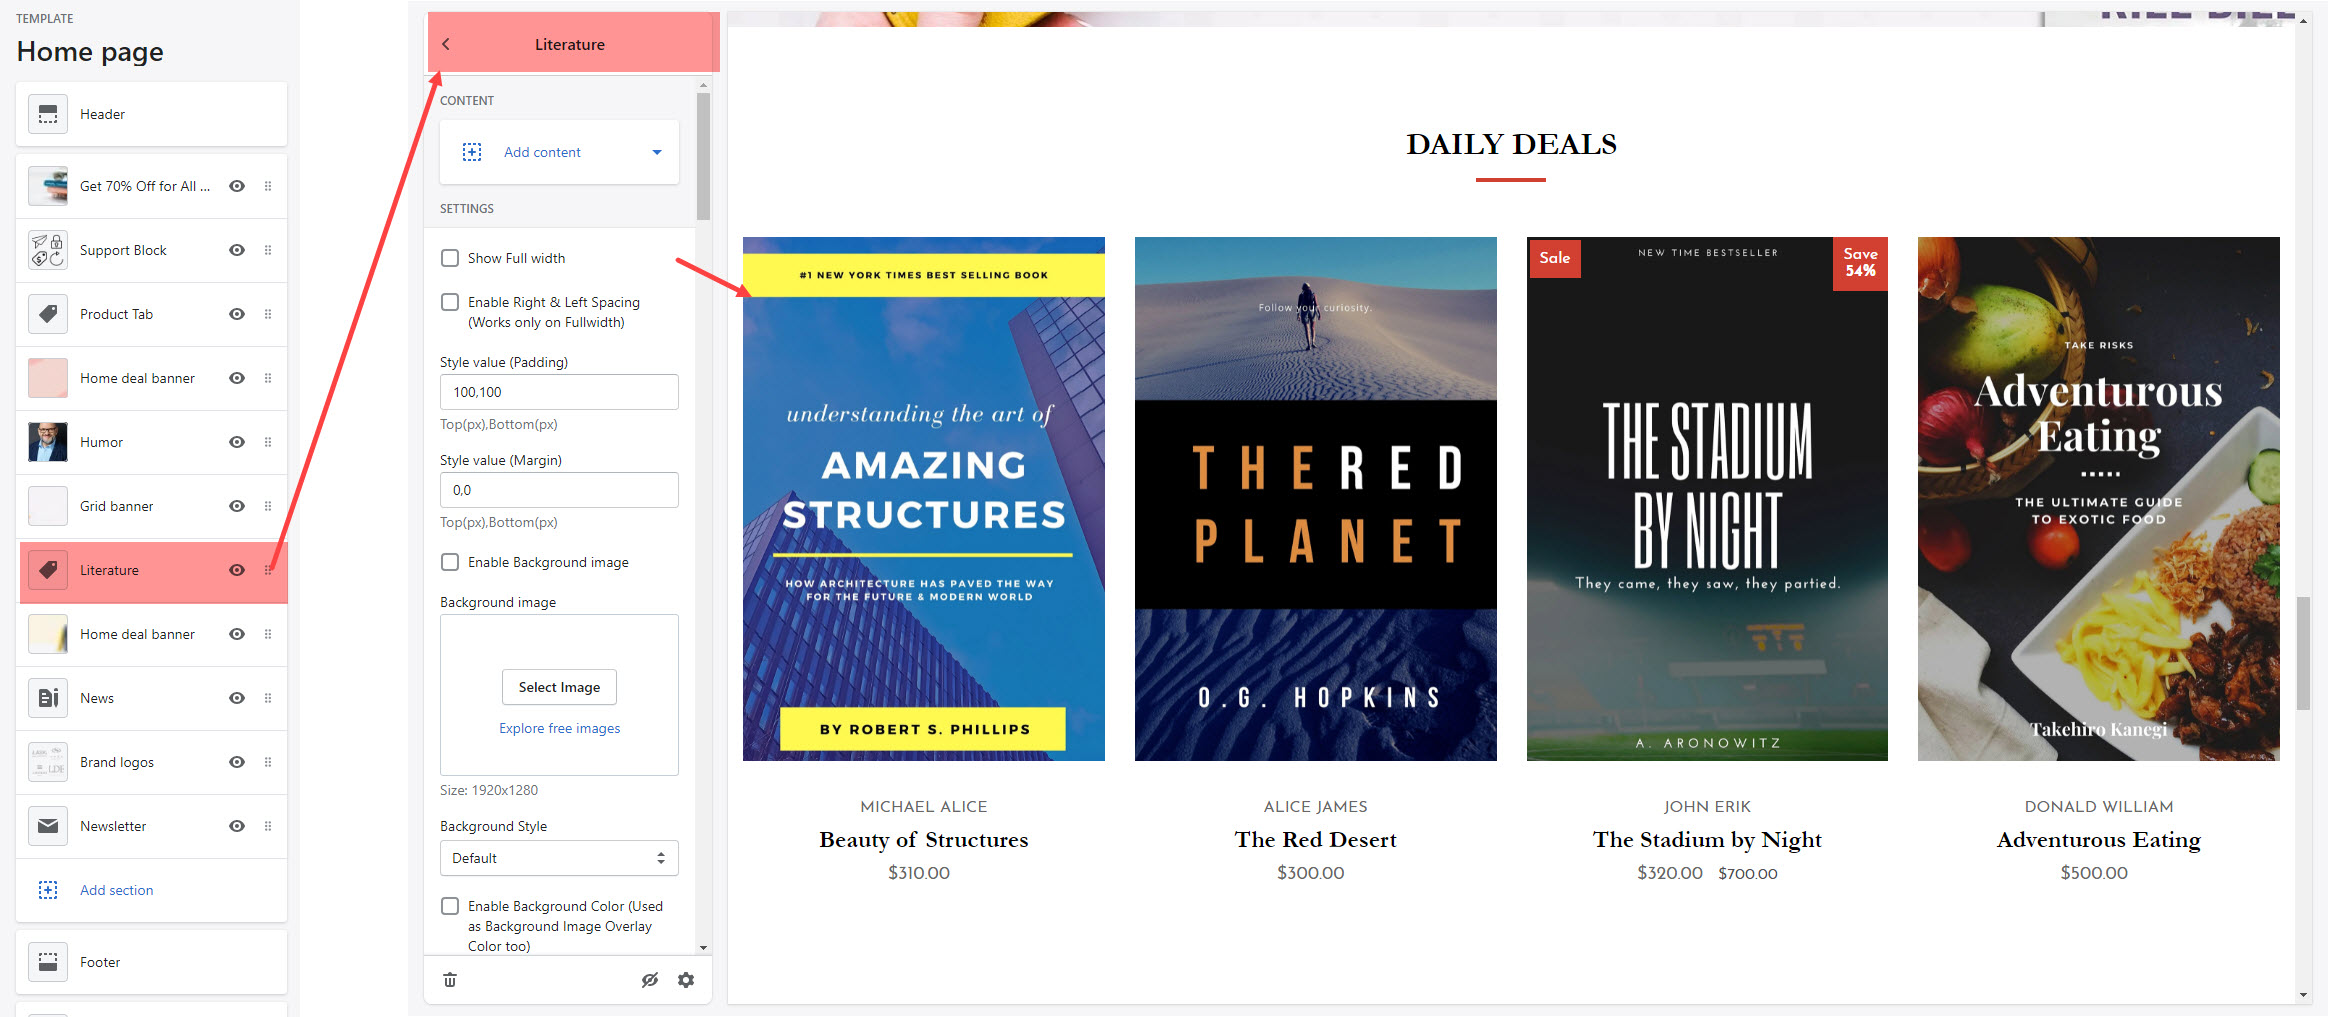 TEMPLATE
Home page
Header
Get 70% Off for All ...
Support Block
Product Tab
Home deal banner
Humor
Grid banner
Literature
Home deal banner
News
Brand logos
Newsletter
Add section
Footer
Literature
CONTENT
Add content
SETTINGS
Show Full width
Enable Right & Left Spacing
(Works only on Fullwidth)
Style value (Padding)
100,100
Top(px),Bottom(px)
Style value (Margin)
0,0
Top(px),Bottom(px)
Enable Background image
Background image
Select Image
Explore free images
Size: 1920x1280
Background Style
Default
Enable Background Color (Used
as Background Image Overlay
Color too)
DAILY DEALS
#1 NEW YORK TIMES BEST SELLING BOOK
understanding the art of
AMAZING
STRUCTURES
HOW ARCHITECTURE HAS PAVED THE WAY
FOR THE FUTURE & MODERN WORLD
BY ROBERT S. PHILLIPS
MICHAEL ALICE
Beauty of Structures
$310.00
Follow your curiosity.
THE RED
PLANET
O.G. HOPKINS
ALICE JAMES
The Red Desert
$300.00
Sale
NEW TIME BESTSELLER
Save
54%
THE STADIUM
BY NIGHT
They came, they saw, they partied.
A. ARONOWITZ
JOHN ERIK
The Stadium by Night
$320.00 $700.00
TAKE RISKS
Adventurous
Eating
THE ULTIMATE GUIDE
TO EXOTIC FOOD
Takehiro Kanegi
DONALD WILLIAM
Adventurous Eating
$500.00